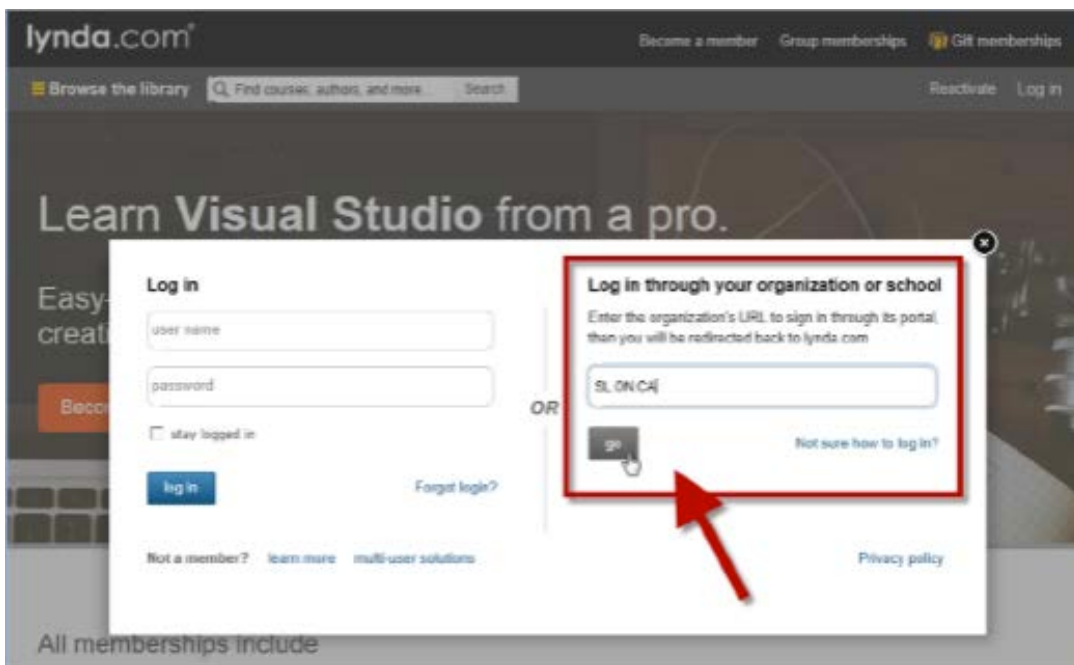 lynda.com
Become a member Group memberships Gift memberships
Browse the library Find courses, authors, and more... Search Reactivate Log in
Learn Visual Studio from a pro.
Easy-
creati
Becom
Log in
user name
password
stay logged in
log in Forgot login?
OR
Log in through your organization or school
Enter the organization's URL to sign in through its portal,
then you will be redirected back to lynda.com
SL.ON.CA
go Not sure how to log in?
Not a member? learn more multi-user solutions Privacy policy
All memberships include